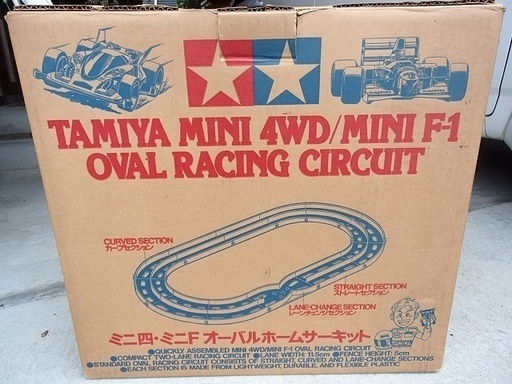 TAMIYA MINI 4WD/MINI F-1
OVAL RACING CIRCUIT
CURVED SECTION
カーブセクション
STRAIGHT SECTION
ストレートセクション
LANE-CHANGE SECTION
レーンチェンジセクション
ミニ四・ミニF オーバルホームサーキット
●QUICKLY ASSEMBLED MINI 4WD/MINI F-1 OVAL RACING CIRCUIT
●COMPACT TWO-LANE RACING CIRCUIT ●LANE WIDTH: 11.5cm ●FENCE HEIGHT: 5cm
●STANDARD OVAL RACING CIRCUIT CONSISTS OF STRAIGHT, CURVED AND LANE-CHANGE SECTIONS
●EACH SECTION IS MADE FROM LIGHTWEIGHT, DURABLE, AND FLEXIBLE PLASTIC